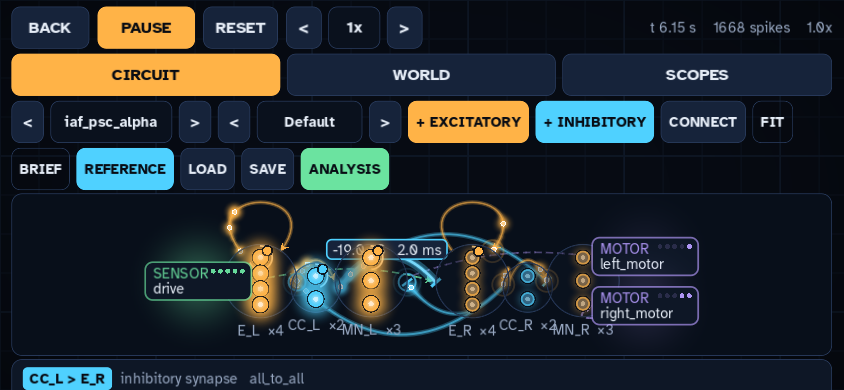 BACK PAUSE RESET < 1x > t 6.15 s 1668 spikes 1.0x
CIRCUIT WORLD SCOPES
< iaf_psc_alpha > < Default > + EXCITATORY + INHIBITORY CONNECT FIT
BRIEF REFERENCE LOAD SAVE ANALYSIS
2.0 ms
SENSOR
drive
MOTOR
left_motor
MOTOR
right_motor
E_L ×4 CC_L ×2 MN_L ×3 E_R ×4 CC_R ×2 MN_R ×3
CC_L > E_R inhibitory synapse all_to_all